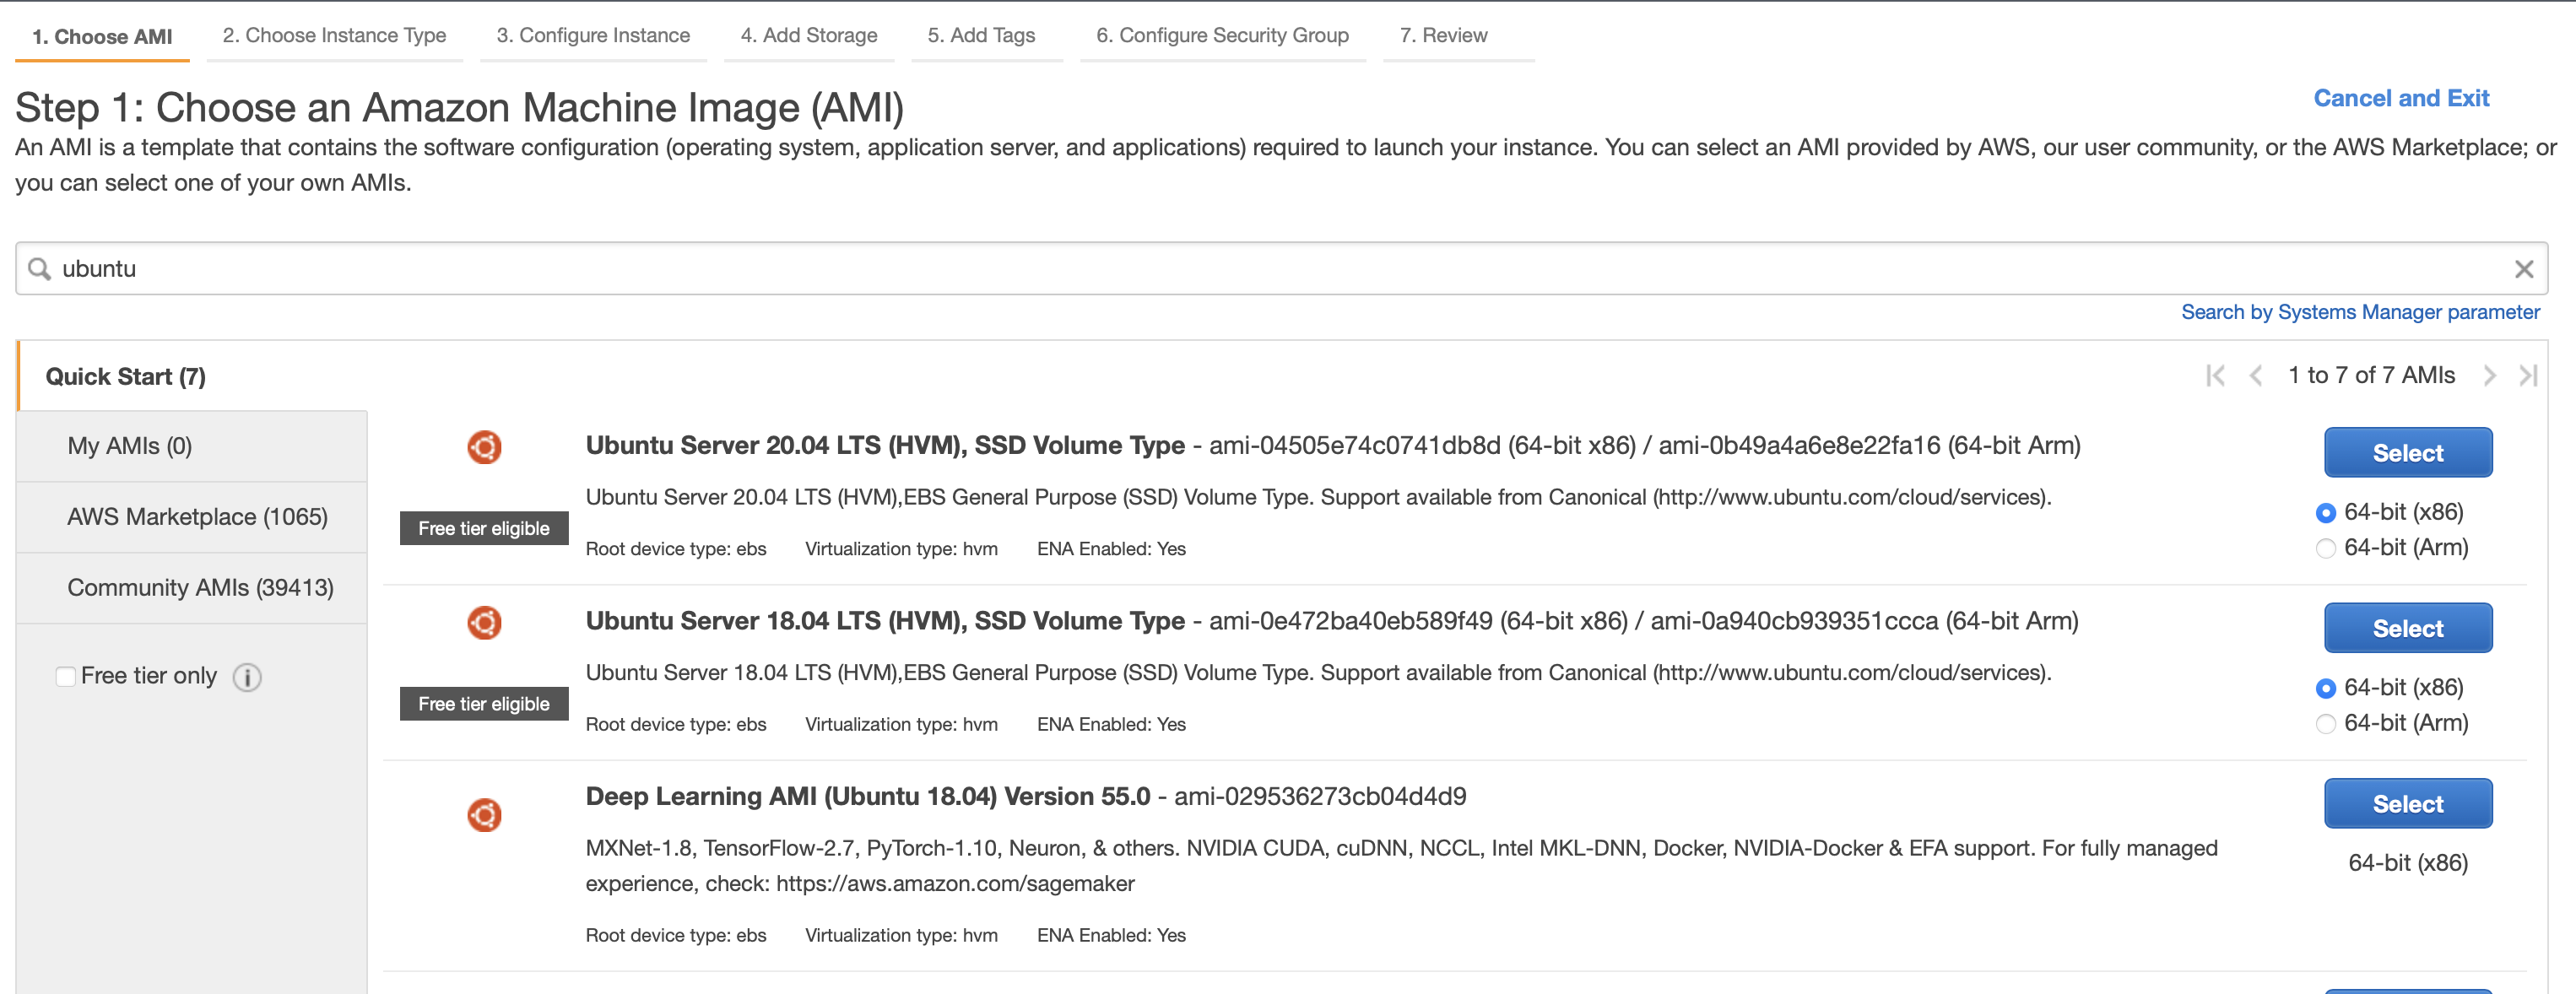 1. Choose AMI 2. Choose Instance Type 3. Configure Instance 4. Add Storage 5. Add Tags 6. Configure Security Group 7. Review
Step 1: Choose an Amazon Machine Image (AMI)
Cancel and Exit
An AMI is a template that contains the software configuration (operating system, application server, and applications) required to launch your instance. You can select an AMI provided by AWS, our user community, or the AWS Marketplace; or
you can select one of your own AMIs.
ubuntu
Search by Systems Manager parameter
Quick Start (7)
1 to 7 of 7 AMIs
My AMIs (0)
AWS Marketplace (1065)
Community AMIs (39413)
Free tier only
Ubuntu Server 20.04 LTS (HVM), SSD Volume Type - ami-04505e74c0741db8d (64-bit x86) / ami-0b49a4a6e8e22fa16 (64-bit Arm)
Ubuntu Server 20.04 LTS (HVM),EBS General Purpose (SSD) Volume Type. Support available from Canonical (http://www.ubuntu.com/cloud/services).
Free tier eligible
Root device type: ebs Virtualization type: hvm ENA Enabled: Yes
Select
64-bit (x86)
64-bit (Arm)
Ubuntu Server 18.04 LTS (HVM), SSD Volume Type - ami-0e472ba40eb589f49 (64-bit x86) / ami-0a940cb939351ccca (64-bit Arm)
Ubuntu Server 18.04 LTS (HVM),EBS General Purpose (SSD) Volume Type. Support available from Canonical (http://www.ubuntu.com/cloud/services).
Free tier eligible
Root device type: ebs Virtualization type: hvm ENA Enabled: Yes
Select
64-bit (x86)
64-bit (Arm)
Deep Learning AMI (Ubuntu 18.04) Version 55.0 - ami-029536273cb04d4d9
MXNet-1.8, TensorFlow-2.7, PyTorch-1.10, Neuron, & others. NVIDIA CUDA, cuDNN, NCCL, Intel MKL-DNN, Docker, NVIDIA-Docker & EFA support. For fully managed
experience, check: https://aws.amazon.com/sagemaker
Root device type: ebs Virtualization type: hvm ENA Enabled: Yes
Select
64-bit (x86)